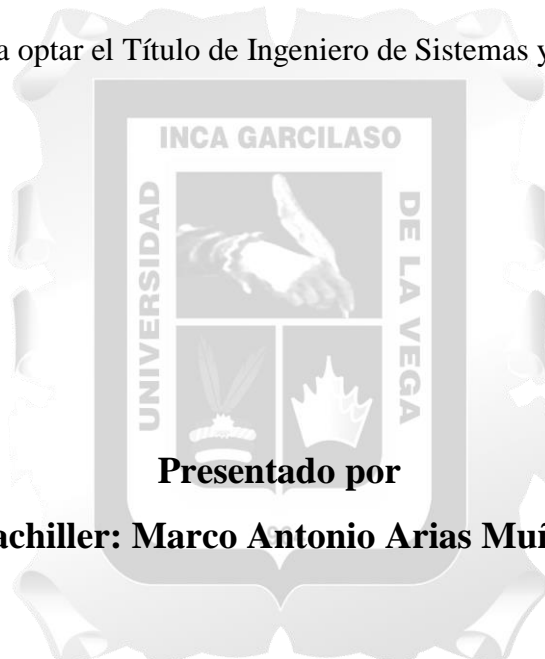 a optar el Título de Ingeniero de Sistemas y
INCA GARCILASO
UNIVERSIDAD
DE LA VEGA
Presentado por
achiller: Marco Antonio Arias Mu